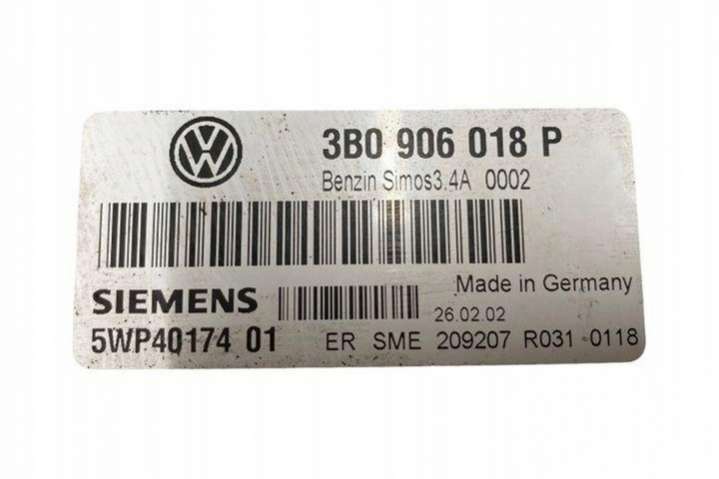 VW
3B0 906 018 P
Benzin Simos3.4A 0002
SIEMENS
Made in Germany
26.02.02
5WP40174 01
ER SME 209207 R031 0118